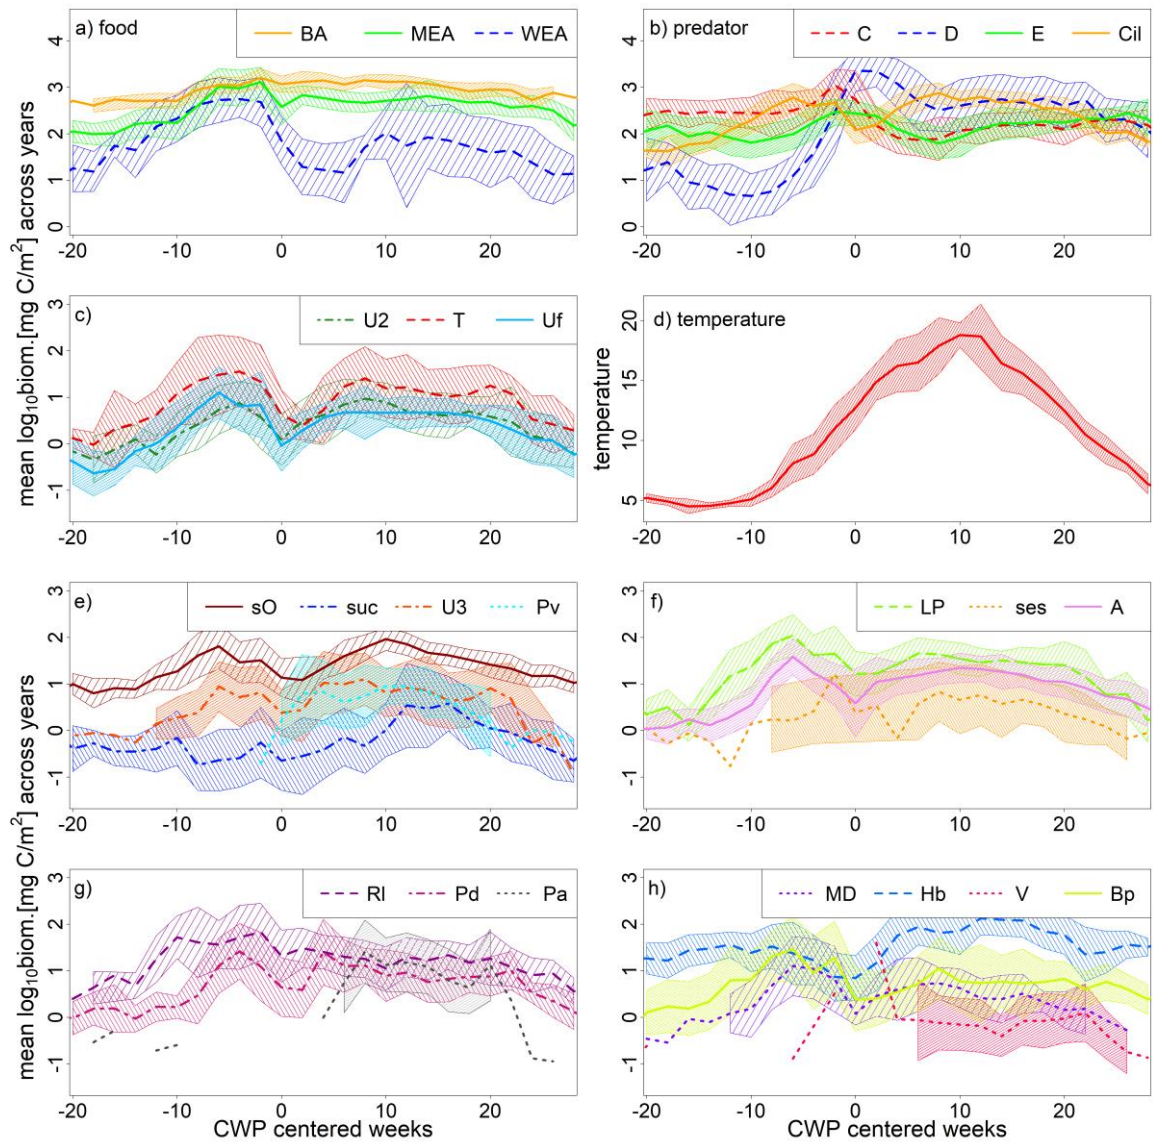 a) food
BA MEA WEA
4
3
2
1
0
-20 -10 0 10 20
b) predator
C D E Cil
4
3
2
1
0
-20 -10 0 10 20
mean log10biom.[mg C/m2] across years
c)
U2 T Uf
3
2
1
0
-1
-20 -10 0 10 20
d) temperature
temperature
20
15
10
5
-20 -10 0 10 20
e)
sO suc U3 Pv
3
2
1
0
-1
-20 -10 0 10 20
f)
LP ses A
3
2
1
0
-1
-20 -10 0 10 20
mean log10biom.[mg C/m2] across years
g)
Rl Pd Pa
3
2
1
0
-1
-20 -10 0 10 20
CWP centered weeks
h)
MD Hb V Bp
3
2
1
0
-1
-20 -10 0 10 20
CWP centered weeks